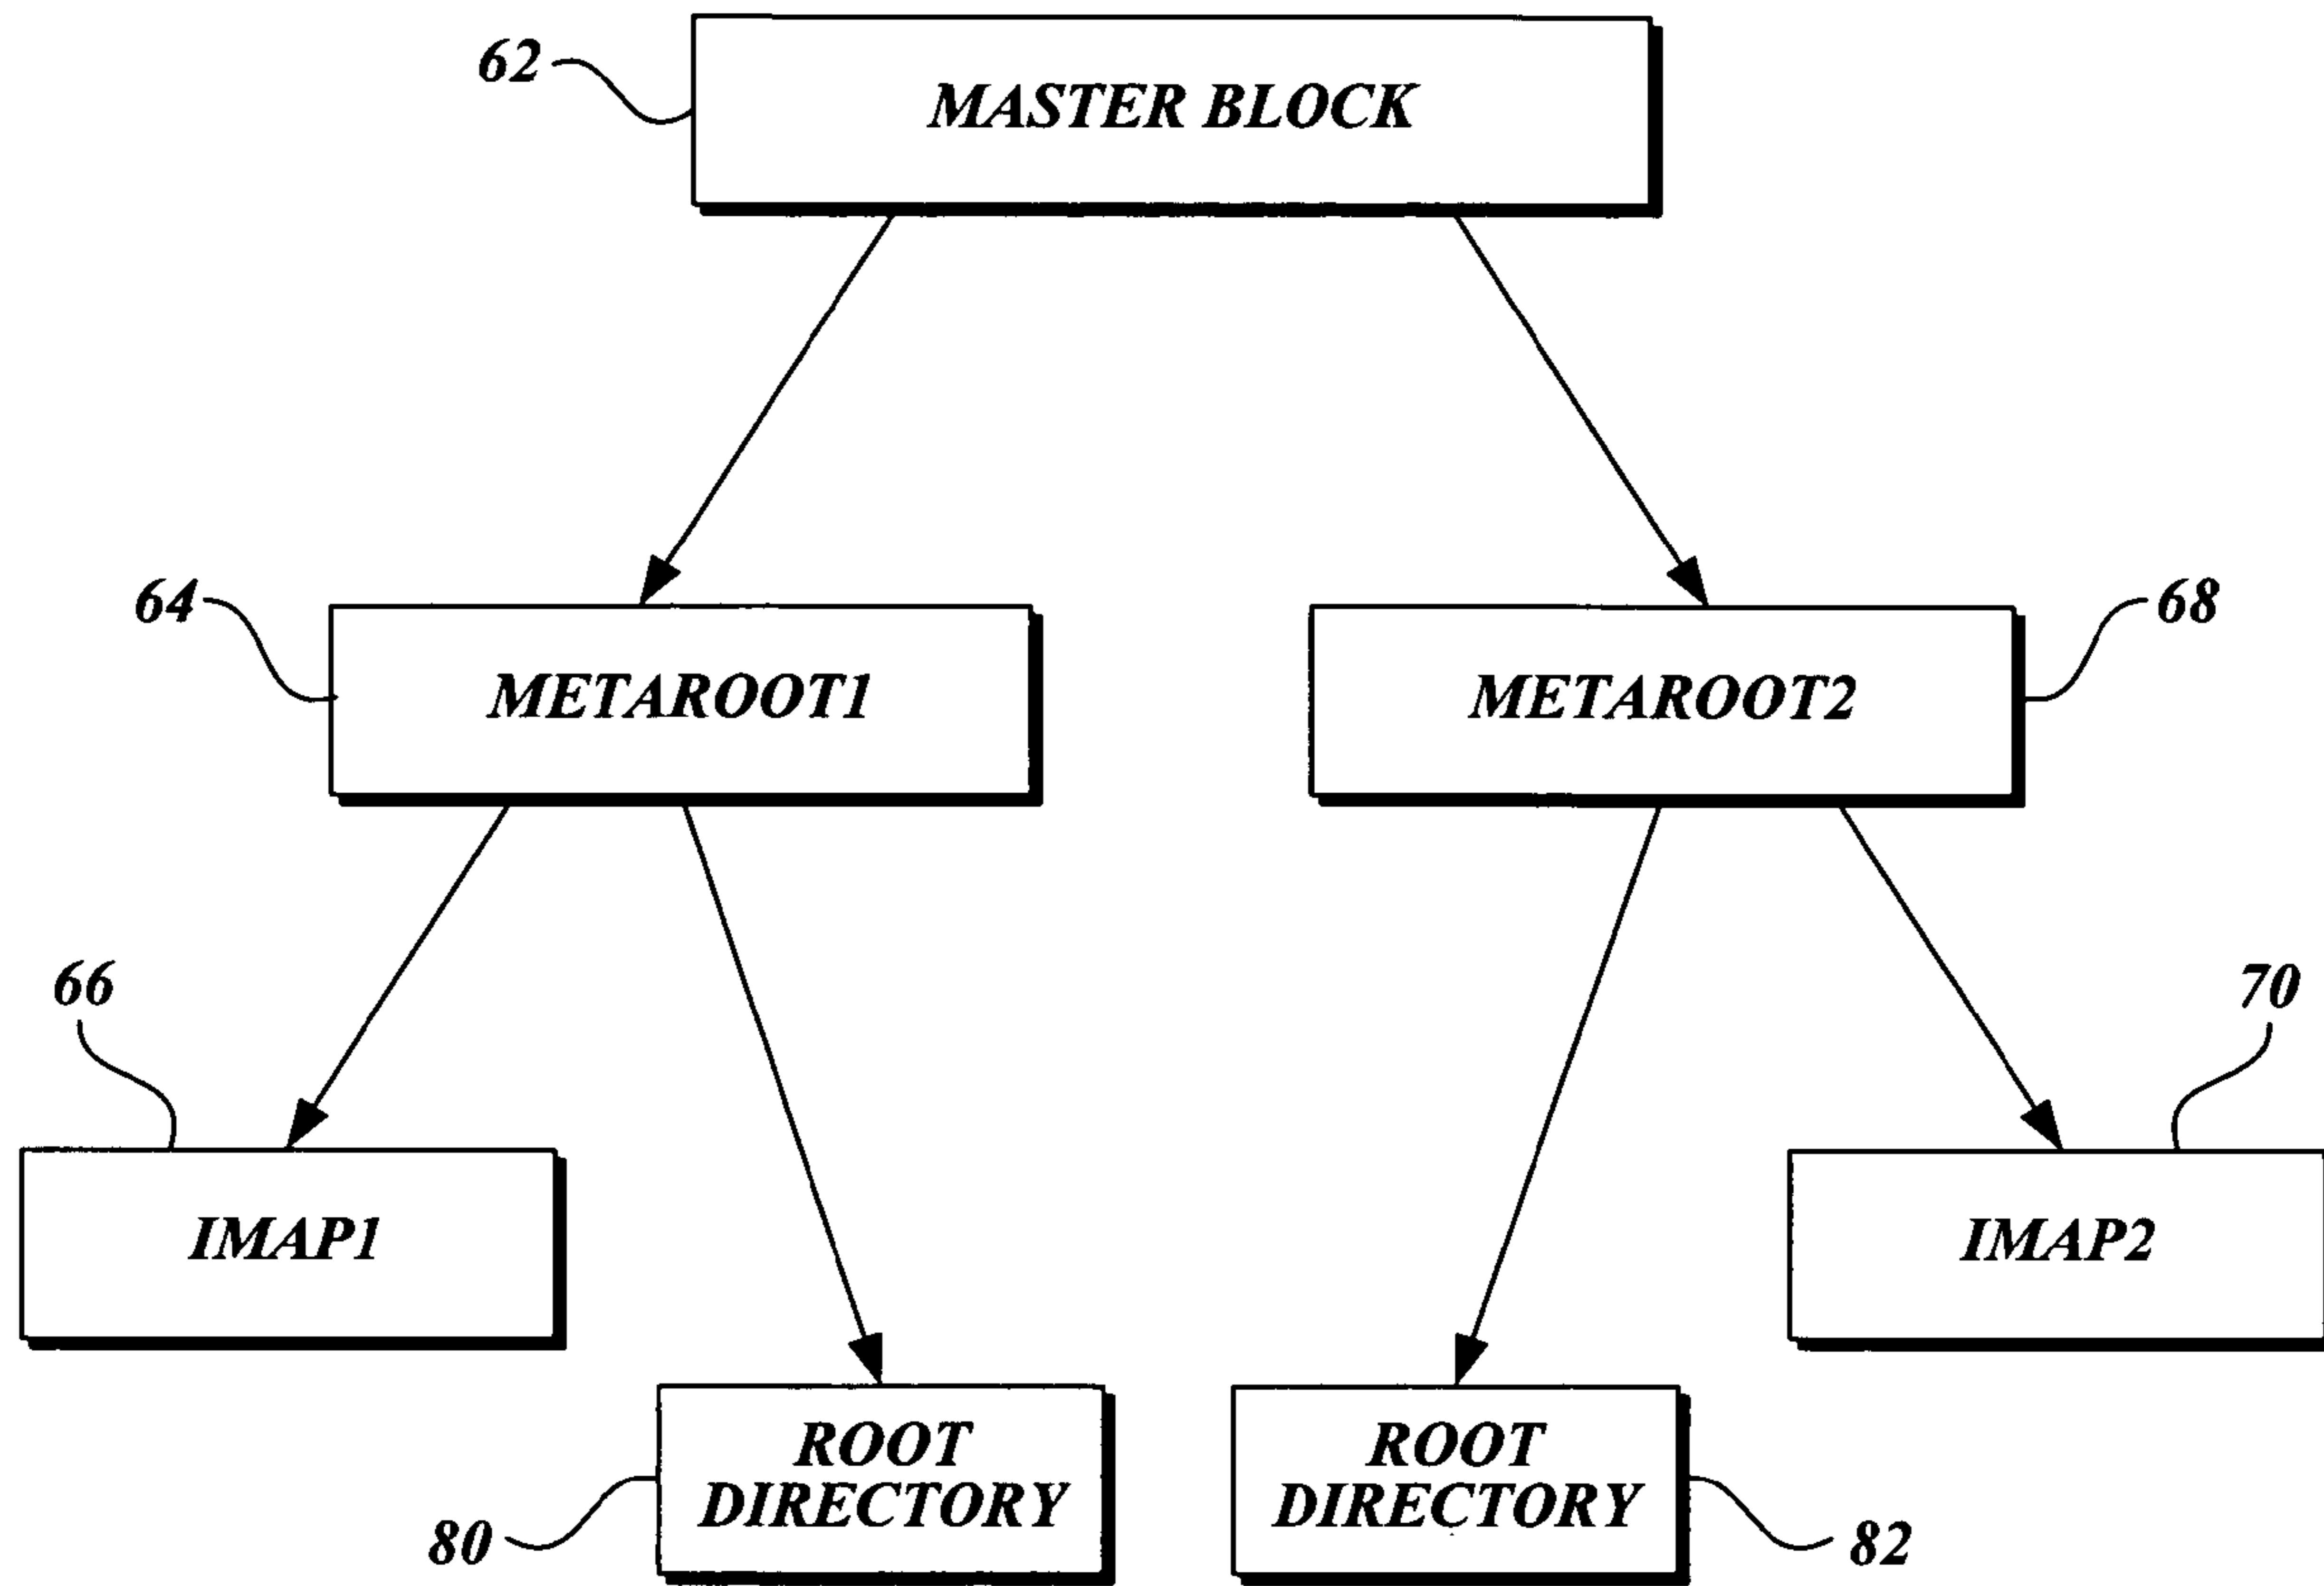 62
MASTER BLOCK
64
METAROOT1
METAROOT2
68
66
70
IMAP1
IMAP2
ROOT
DIRECTORY
80
ROOT
DIRECTORY
82